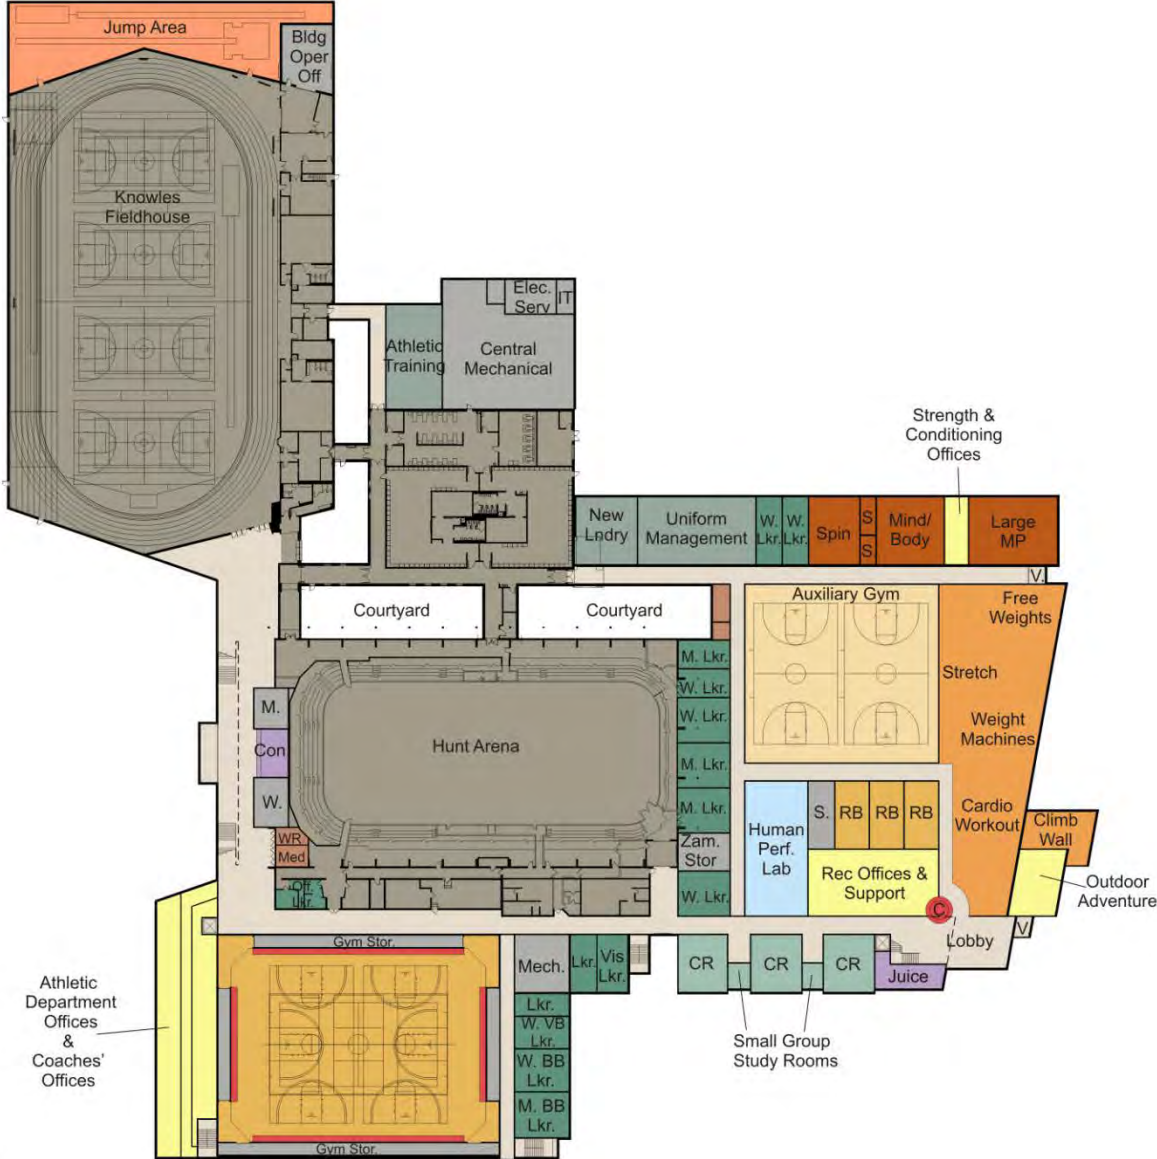 Jump Area
Bldg
Oper
Off
Knowles
Fieldhouse
Elec.
Serv
IT
Athletic
Training
Central
Mechanical
Strength &
Conditioning
Offices
New
Lndry
Uniform
Management
W.
Lkr.
W.
Lkr.
Spin
S
S
Mind/
Body
Large
MP
V.
Courtyard
Courtyard
Auxiliary Gym
Free
Weights
Stretch
Weight
Machines
Cardio
Workout
M. Lkr.
W. Lkr.
W. Lkr.
M. Lkr.
M. Lkr.
Zam.
Stor
W. Lkr.
M.
Con
W.
WR
Med
Off.
Lkr.
Hunt Arena
Human
Perf.
Lab
S.
RB
RB
RB
Rec Offices &
Support
Climb
Wall
Outdoor
Adventure
C
V
Lobby
Juice
CR
CR
CR
Small Group
Study Rooms
Gym Stor.
Mech.
Lkr.
Vis
Lkr.
Lkr.
W. VB
Lkr.
W. BB
Lkr.
M. BB
Lkr.
Athletic
Department
Offices
&
Coaches'
Offices
Gym Stor.